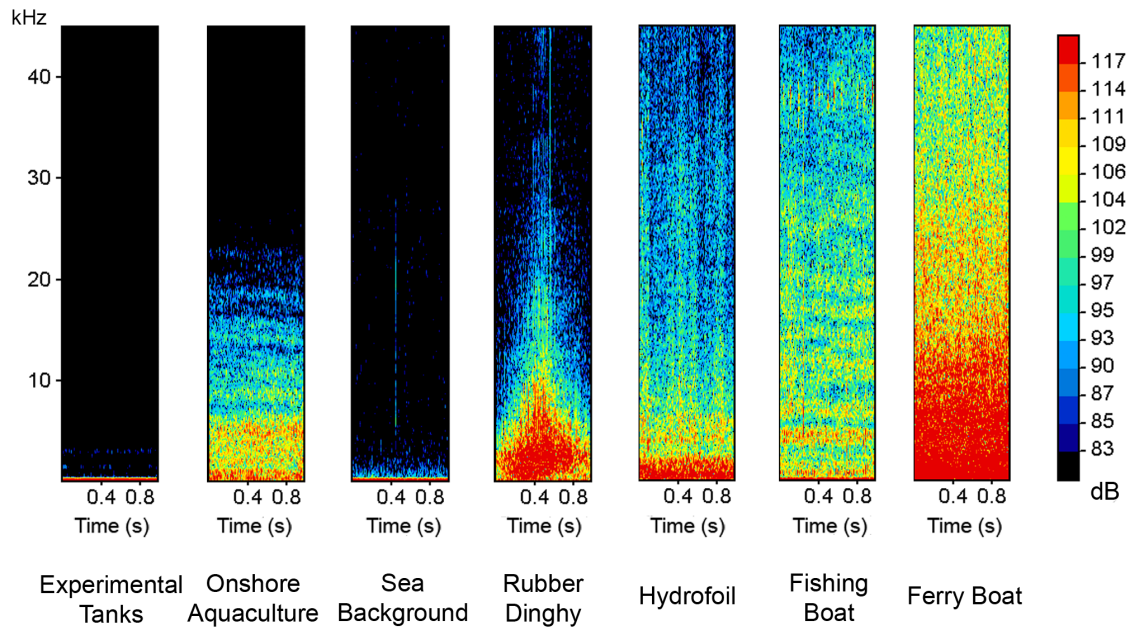 kHz
40
30
20
10
0.4 0.8
0.4 0.8
0.4 0.8
0.4 0.8
0.4 0.8
0.4 0.8
0.4 0.8
Time (s)
Time (s)
Time (s)
Time (s)
Time (s)
Time (s)
Time (s)
Experimental
Tanks
Onshore
Aquaculture
Sea
Background
Rubber
Dinghy
Hydrofoil
Fishing
Boat
Ferry Boat
117
114
111
109
106
104
102
99
97
95
93
90
87
85
83
dB